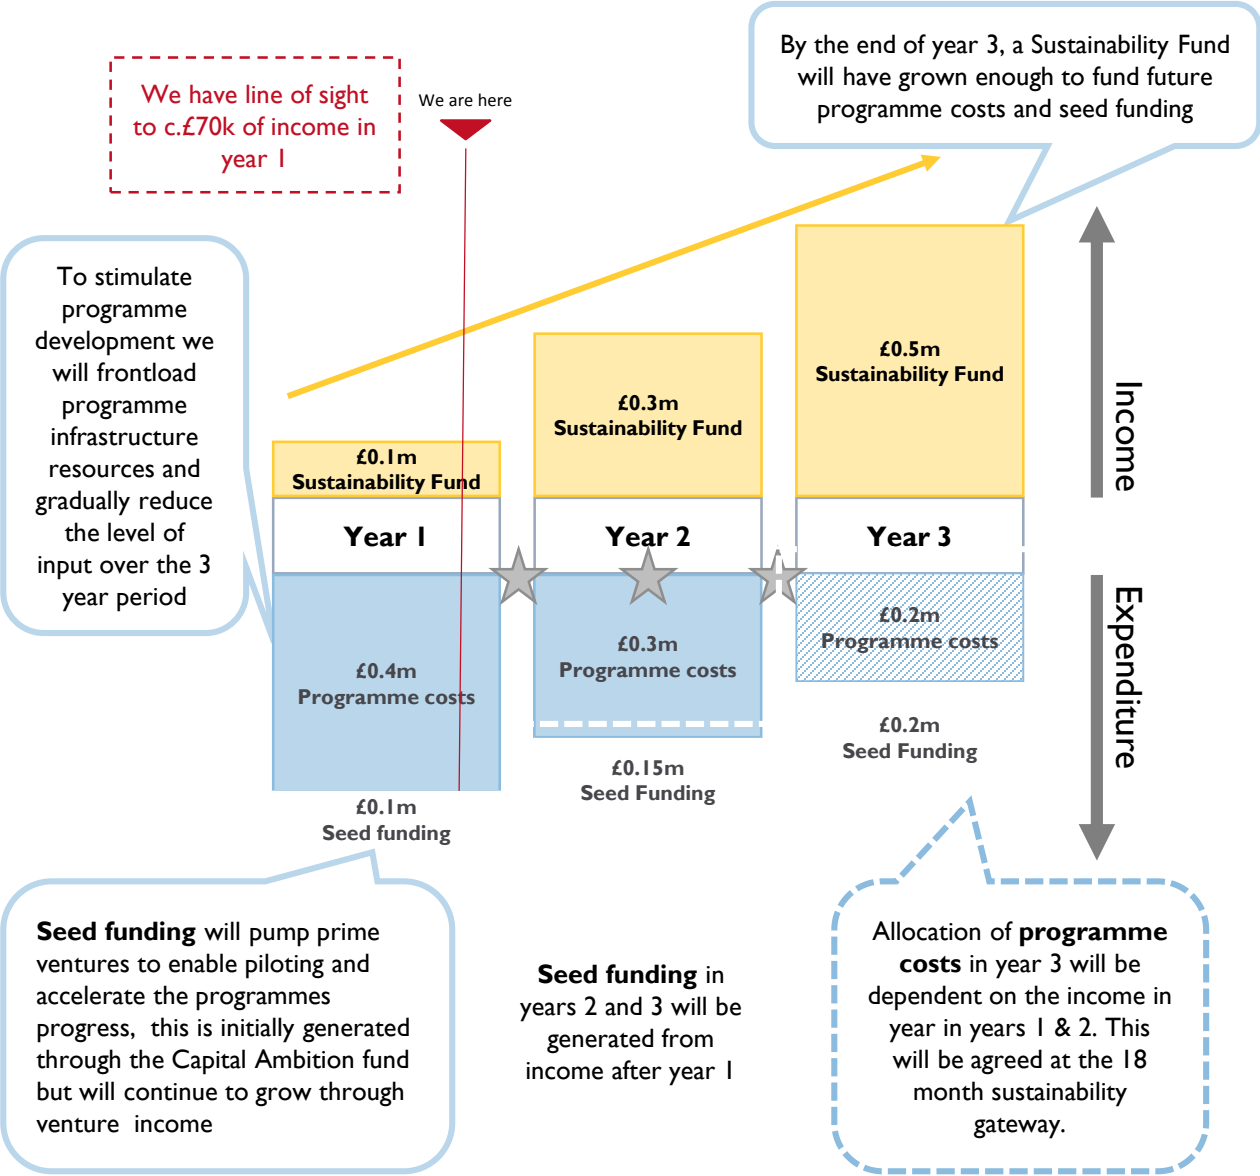 By the end of year 3, a Sustainability Fund
will have grown enough to fund future
programme costs and seed funding
We have line of sight
to c.£70k of income in
year 1
We are here
To stimulate
programme
development we
will frontload
programme
infrastructure
resources and
gradually reduce
the level of
input over the 3
year period
£0.1m
Sustainability Fund
£0.3m
Sustainability Fund
£0.5m
Sustainability Fund
Income
Year 1
Year 2
Year 3
Expenditure
£0.4m
Programme costs
£0.3m
Programme costs
£0.2m
Programme costs
£0.1m
Seed funding
£0.15m
Seed Funding
£0.2m
Seed Funding
Seed funding will pump prime
ventures to enable piloting and
accelerate the programmes
progress, this is initially generated
through the Capital Ambition fund
but will continue to grow through
venture income
Seed funding in
years 2 and 3 will be
generated from
income after year 1
Allocation of programme
costs in year 3 will be
dependent on the income in
year in years 1 & 2. This
will be agreed at the 18
month sustainability
gateway.